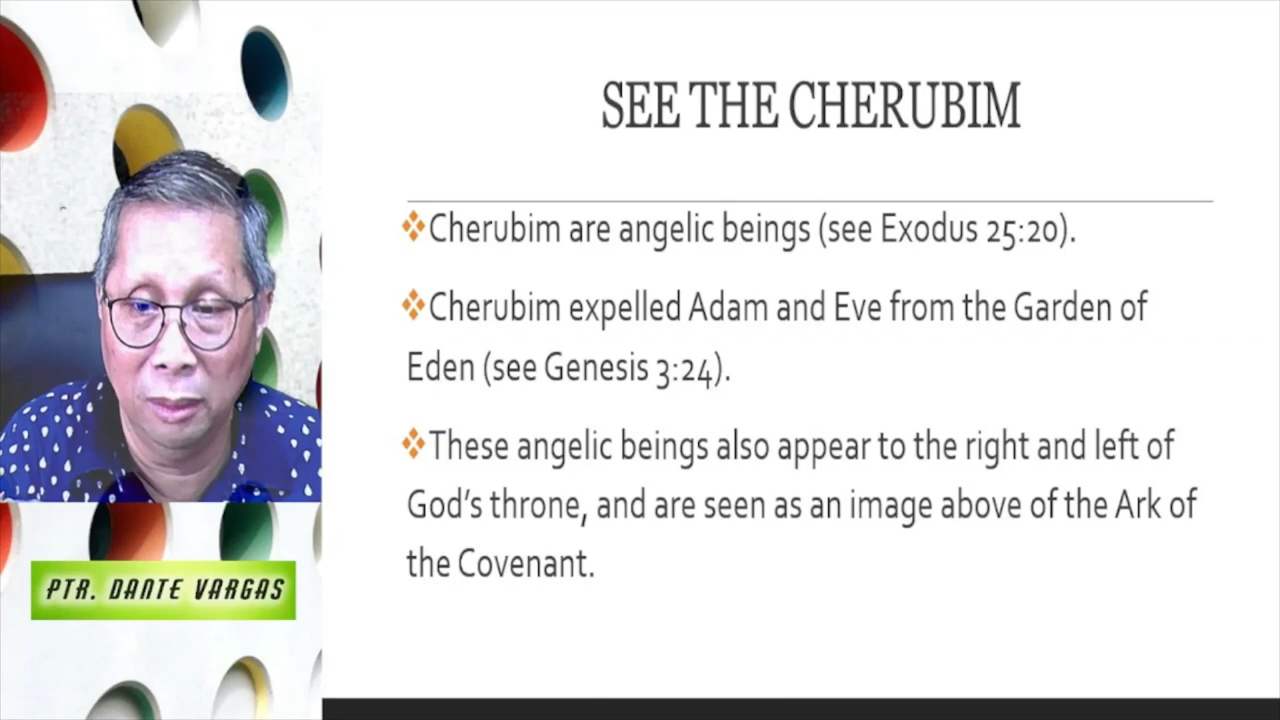 SEE THE CHERUBIM
❖Cherubim are angelic beings (see Exodus 25:20).
❖Cherubim expelled Adam and Eve from the Garden of
Eden (see Genesis 3:24).
❖These angelic beings also appear to the right and left of
God's throne, and are seen as an image above of the Ark of
the Covenant.
PTR. DANTE VARGAS